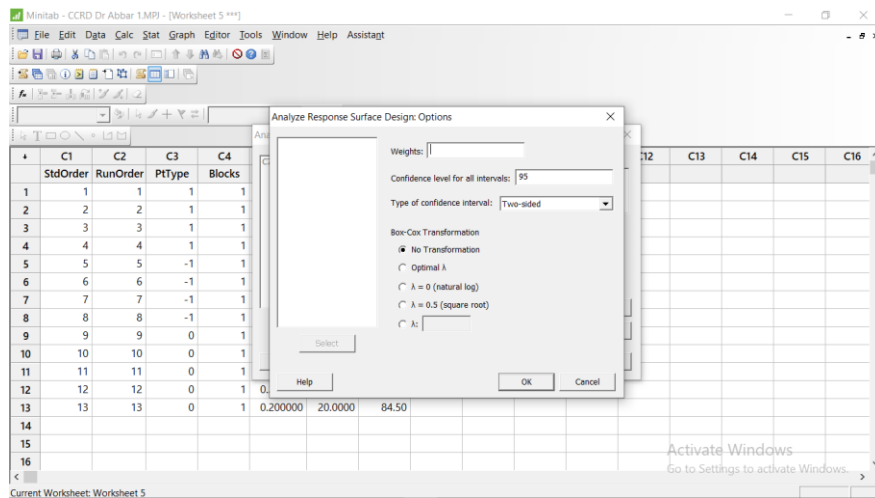 Minitab - CCRD Dr Abbar 1.MPJ - [Worksheet 5 ***]
File Edit Data Calc Stat Graph Editor Tools Window Help Assistant
Analyze Response Surface Design: Options
Weights:
Confidence level for all intervals: 95
Type of confidence interval: Two-sided
Box-Cox Transformation
No Transformation
Optimal λ
λ = 0 (natural log)
λ = 0.5 (square root)
λ:
Select
Help OK Cancel
Ana
C1 C2 C3 C4 C12 C13 C14 C15 C16
StdOrder RunOrder PtType Blocks
1 1 1 1 1
2 2 2 1 1
3 3 3 1 1
4 4 4 1 1
5 5 5 -1 1
6 6 6 -1 1
7 7 7 -1 1
8 8 8 -1 1
9 9 9 0 1
10 10 10 0 1
11 11 11 0 1
12 12 12 0 1 0.
13 13 13 0 1 0.200000 20.0000 84.50
14
15
16
Activate Windows
Go to Settings to activate Windows.
Current Worksheet: Worksheet 5